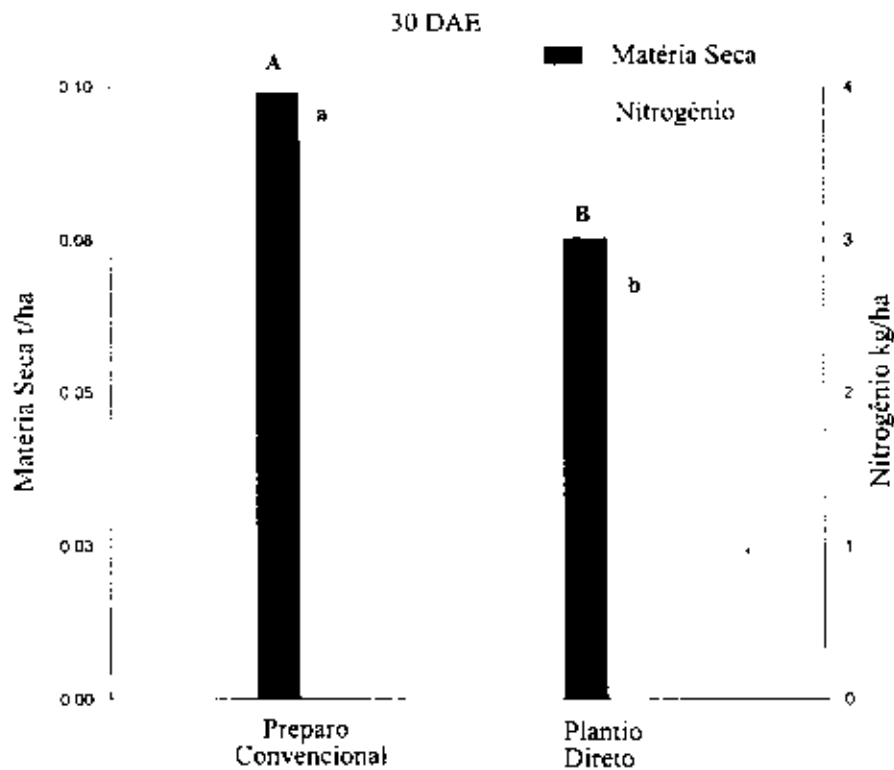 30 DAE
Matéria Seca
Nitrogênio
A
a
B
b
Matéria Seca t/ha
0.10
0.08
0.05
0.03
0.00
Nitrogênio kg/ha
4
3
2
1
0
Preparo
Convencional
Plantio
Direto